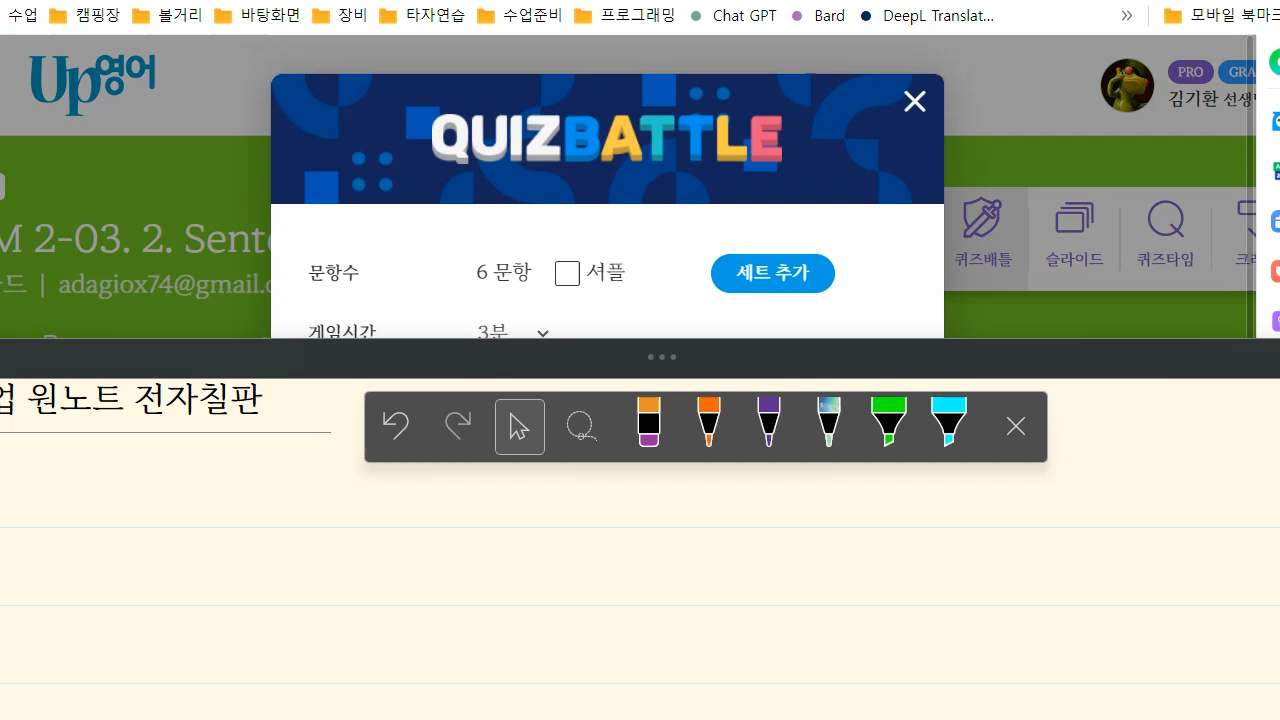 수업 캠핑장 볼거리 바탕화면 장비 타자연습 수업준비 프로그래밍 Chat GPT Bard DeepL Translat... » 모바일 북마크
Up영어
PRO GRA
김기환 선생님
QUIZBATTLE
M 2-03. 2. Sente
카드 | adagiox74@gmail.c
퀴즈배틀 슬라이드 퀴즈타임 크래
문항수 6 문항 셔플 세트 추가
게임시간 3분
업 원노트 전자칠판